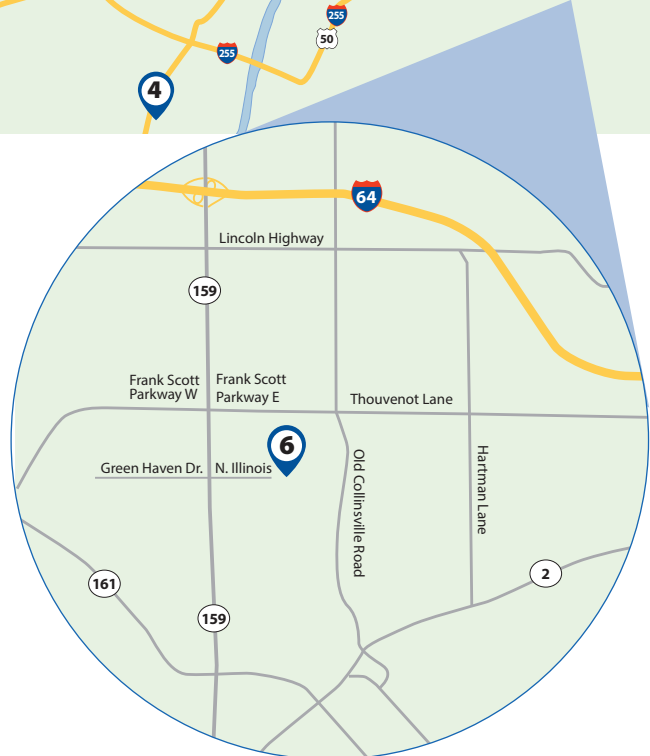 255
50
255
4
64
Lincoln Highway
159
Frank Scott
Parkway W
Frank Scott
Parkway E
Thouvenot Lane
6
Green Haven Dr.
N. Illinois
Old Collinsville Road
Hartman Lane
2
161
159